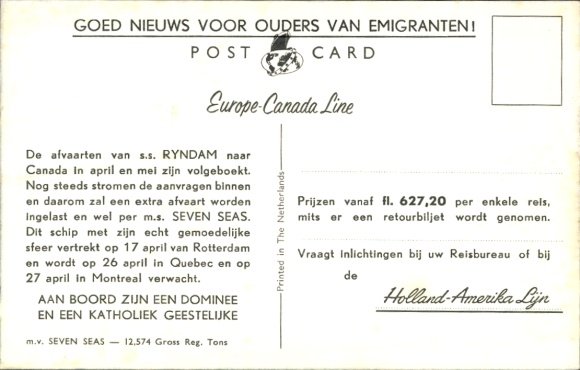 GOED NIEUWS VOOR OUDERS VAN EMIGRANTEN!
POST CARD
Europe-Canada Line
De afvaarten van s.s. RYNDAM naar
Canada in april en mei zijn volgeboekt.
Nog steeds stromen de aanvragen binnen
en daarom zal een extra afvaart worden
ingelast en wel per m.s. SEVEN SEAS.
Dit schip met zijn echt gemoedelijke
sfeer vertrekt op 17 april van Rotterdam
en wordt op 26 april in Quebec en op
27 april in Montreal verwacht.
AAN BOORD ZIJN EEN DOMINEE
EN EEN KATHOLIEK GEESTELIJKE
m.v. SEVEN SEAS — 12,574 Gross Reg. Tons
Printed in The Netherlands
Prijzen vanaf fl. 627,20 per enkele reis,
mits er een retourbiljet wordt genomen.
Vraagt Inlichtingen bij uw Reisbureau of bij
de
Holland-Amerika Lijn